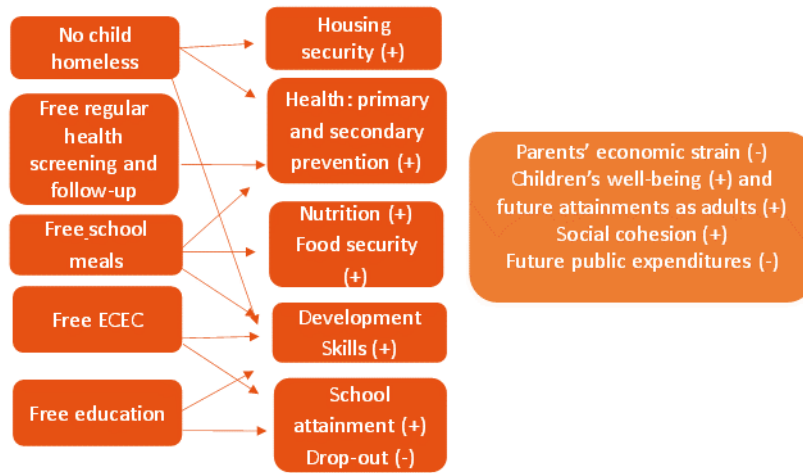 No child
homeless
Free regular
health
screening and
follow-up
Free school
meals
Free ECEC
Free education
Housing
security (+)
Health: primary
and secondary
prevention (+)
Nutrition (+)
Food security
(+)
Development
Skills (+)
School
attainment (+)
Drop-out (-)
Parents' economic strain (-)
Children's well-being (+) and
future attainments as adults (+)
Social cohesion (+)
Future public expenditures (-)